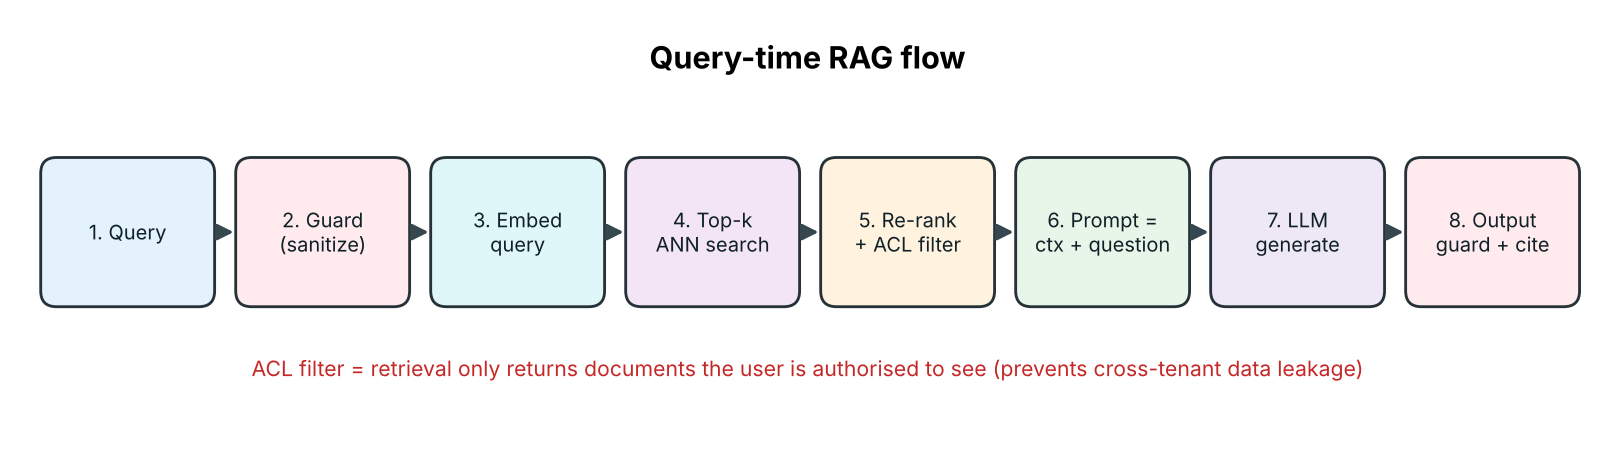 Query-time RAG flow
1. Query
2. Guard
(sanitize)
3. Embed
query
4. Top-k
ANN search
5. Re-rank
+ ACL filter
6. Prompt =
ctx + question
7. LLM
generate
8. Output
guard + cite
ACL filter = retrieval only returns documents the user is authorised to see (prevents cross-tenant data leakage)